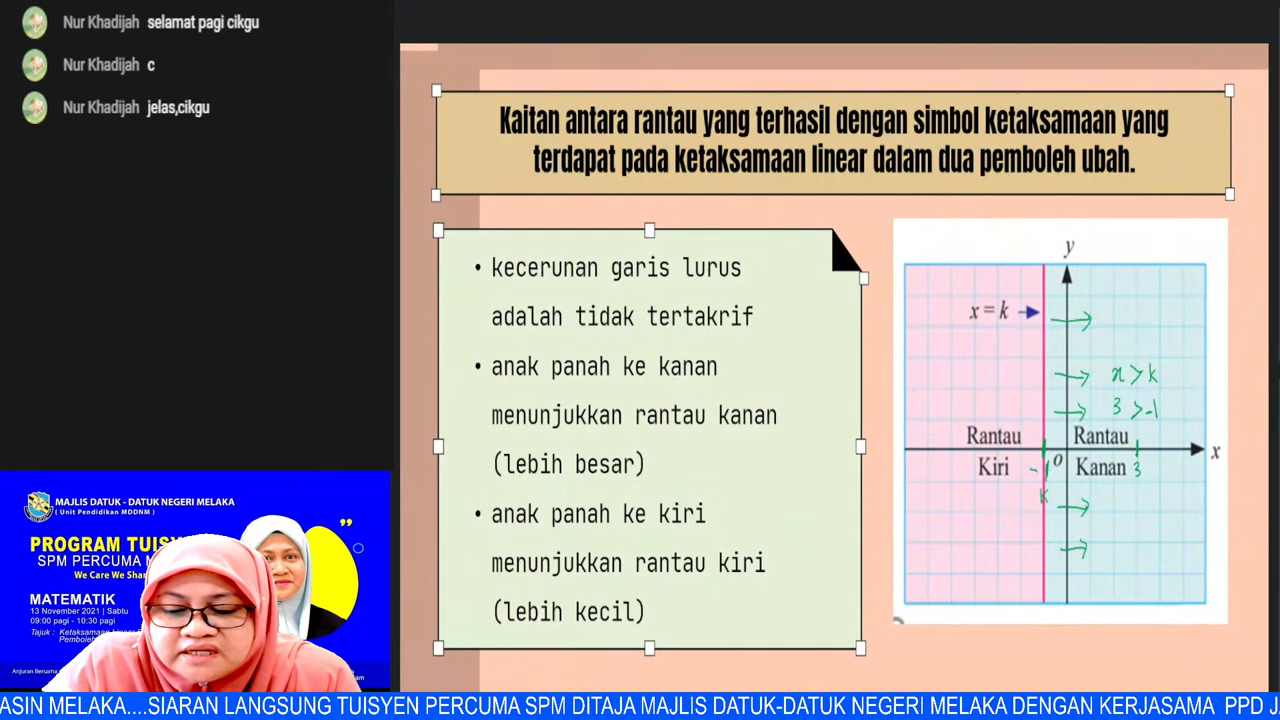 Nur Khadijah selamat pagi cikgu
Nur Khadijah c
Nur Khadijah jelas,cikgu
Kaitan antara rantau yang terhasil dengan simbol ketaksamaan yang
terdapat pada ketaksamaan linear dalam dua pemboleh ubah.
• kecerunan garis lurus
adalah tidak tertakrif
• anak panah ke kanan
menunjukkan rantau kanan
(lebih besar)
• anak panah ke kiri
menunjukkan rantau kiri
(lebih kecil)
y
x = k
x > k
3 > -1
Rantau
Kiri
Rantau
Kanan
x
O
-1
3
k
MAJLIS DATUK - DATUK NEGERI MELAKA
( Unit Pendidikan MDDNM )
PROGRAM
SPM PERCUMA
We Care We
MATEMATIK
13 November 2021 | Sabtu
09:00 pagi - 10:30 pagi
Tajuk : Ketaksamaan
Anjuran Bersama
ASIN MELAKA....SIARAN LANGSUNG TUISYEN PERCUMA SPM DITAJA MAJLIS DATUK-DATUK NEGERI MELAKA DENGAN KERJASAMA PPD J